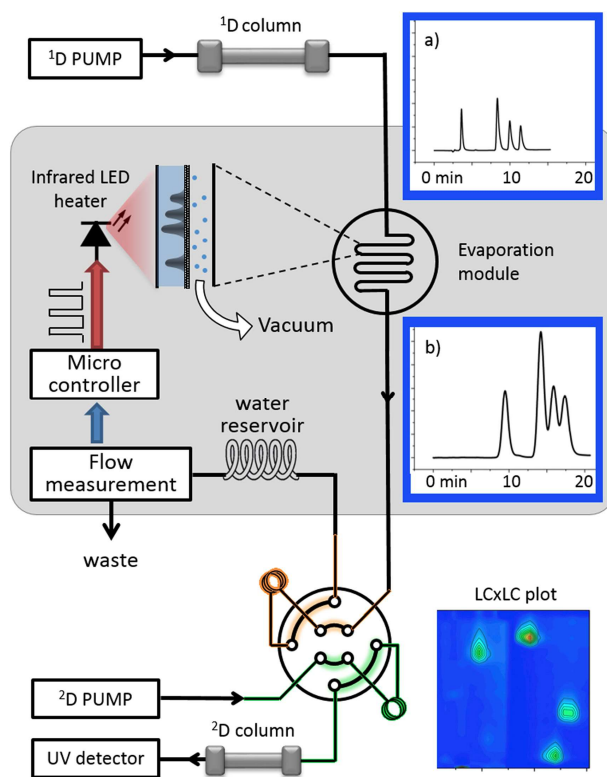 ¹D column
¹D PUMP
a)
0 min
10
20
Infrared LED
heater
Evaporation
module
Vacuum
b)
Micro
controller
water
reservoir
Flow
measurement
0 min
10
20
waste
LCxLC plot
²D PUMP
²D column
UV detector